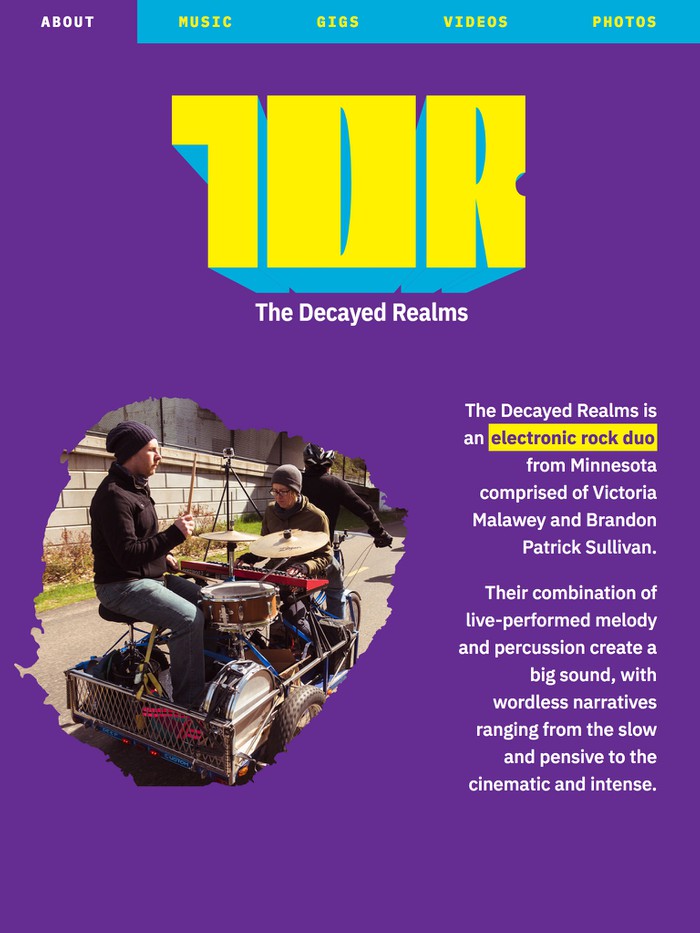 ABOUT MUSIC GIGS VIDEOS PHOTOS
TDR
The Decayed Realms
The Decayed Realms is
an electronic rock duo
from Minnesota
comprised of Victoria
Malawey and Brandon
Patrick Sullivan.
Their combination of
live-performed melody
and percussion create a
big sound, with
wordless narratives
ranging from the slow
and pensive to the
cinematic and intense.